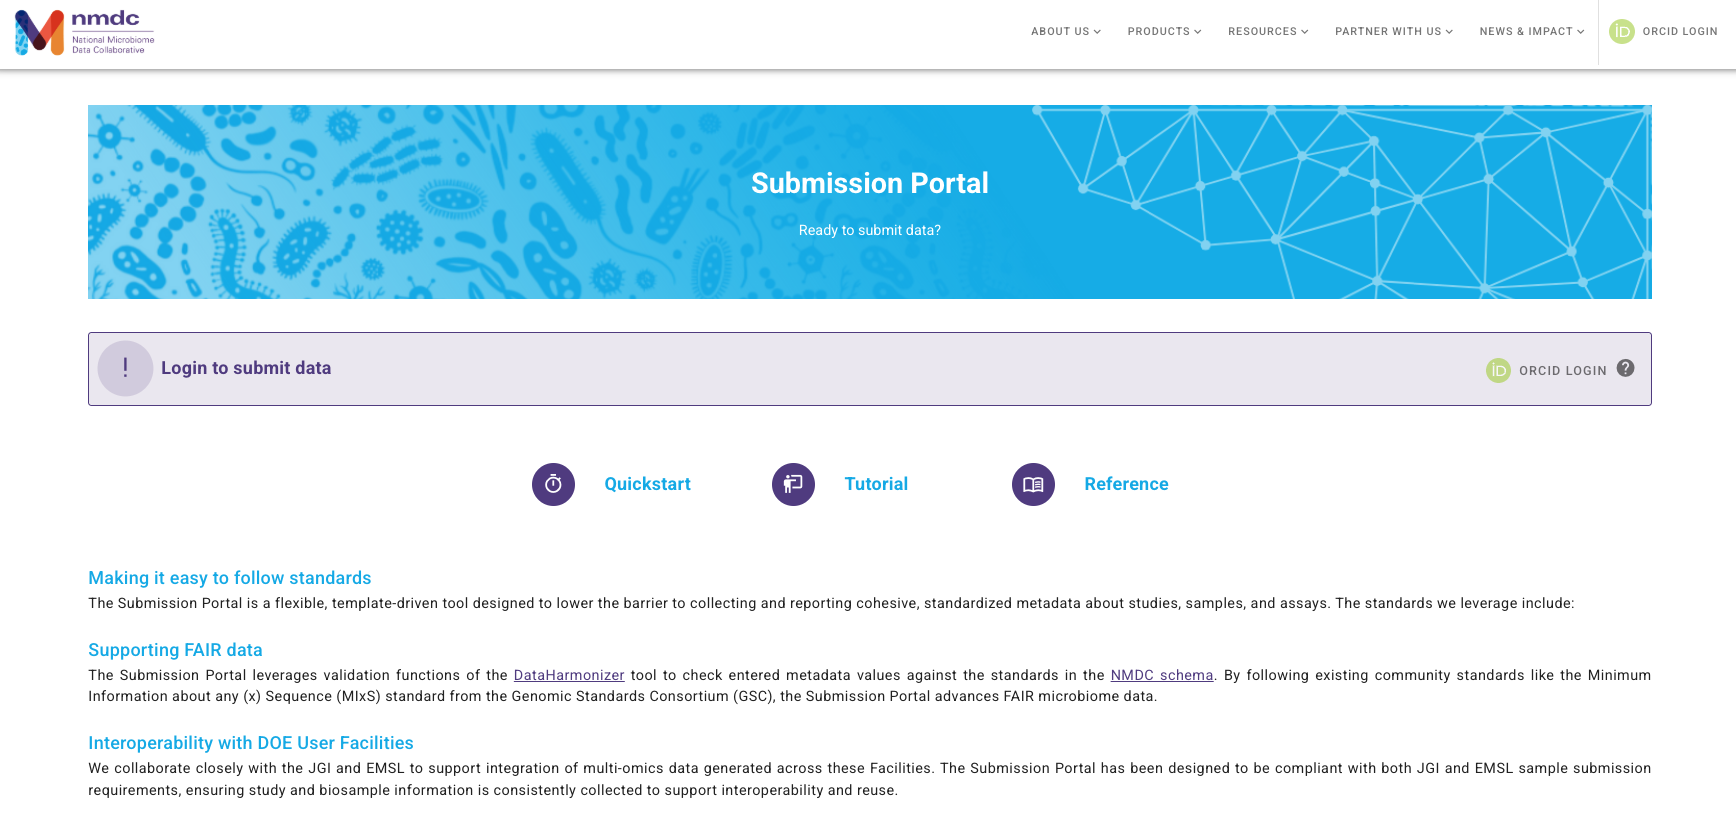 nmdc
National Microbiome
Data Collaborative
ABOUT US
PRODUCTS
RESOURCES
PARTNER WITH US
NEWS & IMPACT
iD ORCID LOGIN
Submission Portal
Ready to submit data?
! Login to submit data
iD ORCID LOGIN ?
Quickstart
Tutorial
Reference
Making it easy to follow standards
The Submission Portal is a flexible, template-driven tool designed to lower the barrier to collecting and reporting cohesive, standardized metadata about studies, samples, and assays. The standards we leverage include:
Supporting FAIR data
The Submission Portal leverages validation functions of the DataHarmonizer tool to check entered metadata values against the standards in the NMDC schema. By following existing community standards like the Minimum
Information about any (x) Sequence (MIxS) standard from the Genomic Standards Consortium (GSC), the Submission Portal advances FAIR microbiome data.
Interoperability with DOE User Facilities
We collaborate closely with the JGI and EMSL to support integration of multi-omics data generated across these Facilities. The Submission Portal has been designed to be compliant with both JGI and EMSL sample submission
requirements, ensuring study and biosample information is consistently collected to support interoperability and reuse.